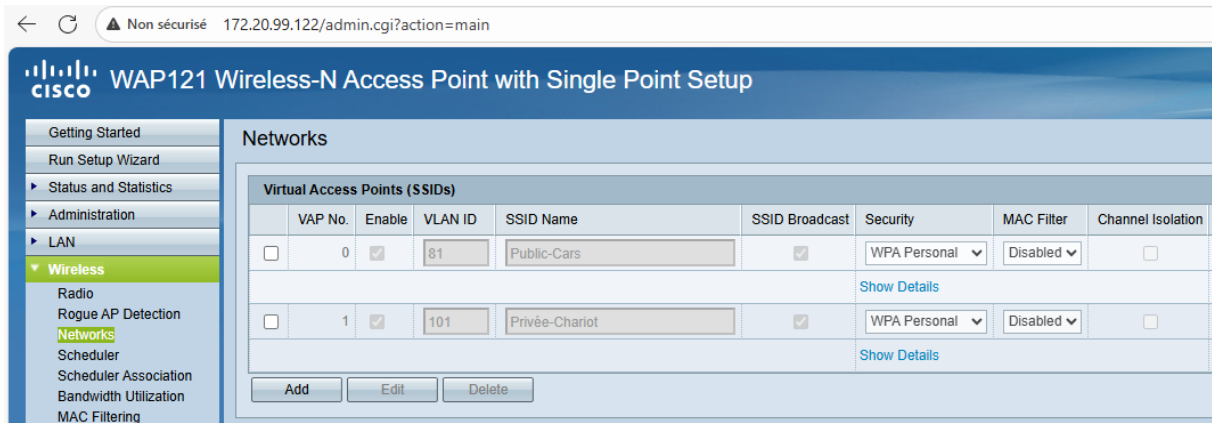 Non sécurisé 172.20.99.122/admin.cgi?action=main
CISCO WAP121 Wireless-N Access Point with Single Point Setup
Getting Started
Run Setup Wizard
Status and Statistics
Administration
LAN
Wireless
Radio
Rogue AP Detection
Networks
Scheduler
Scheduler Association
Bandwidth Utilization
MAC Filtering
Networks
Virtual Access Points (SSIDs)
VAP No. Enable VLAN ID SSID Name SSID Broadcast Security MAC Filter Channel Isolation
0 81 Public-Cars WPA Personal Disabled
Show Details
1 101 Privée-Chariot WPA Personal Disabled
Show Details
Add Edit Delete